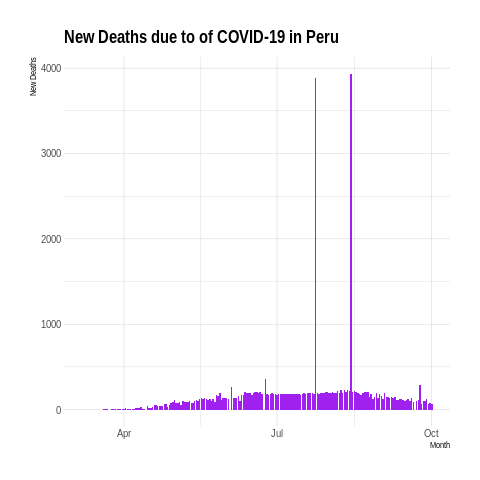 New Deaths due to of COVID-19 in Peru
New Deaths
4000
3000
2000
1000
0
Apr
Jul
Oct
Month